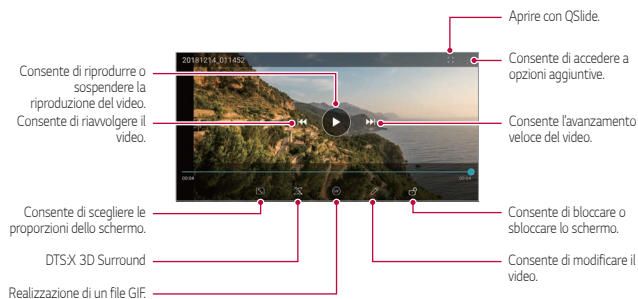 Aprire con QSlide.
20181214_011452
Consente di accedere a
opzioni aggiuntive.
Consente di riprodurre o
sospendere la
riproduzione del video.
Consente di riavvolgere il
video.
Consente l'avanzamento
veloce del video.
00:04
00:04
GIF
Consente di scegliere le
proporzioni dello schermo.
Consente di bloccare o
sbloccare lo schermo.
DTS:X 3D Surround
Consente di modificare il
video.
Realizzazione di un file GIF.